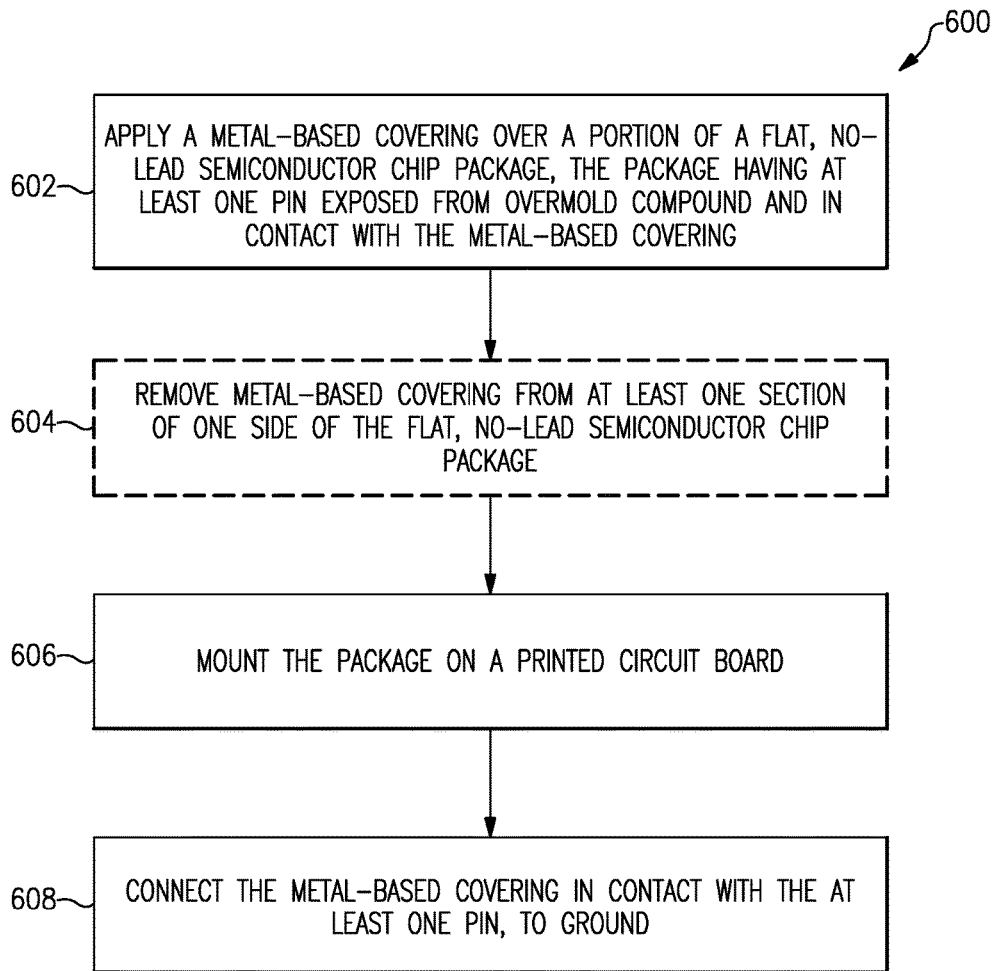 600
APPLY A METAL-BASED COVERING OVER A PORTION OF A FLAT, NO-
LEAD SEMICONDUCTOR CHIP PACKAGE, THE PACKAGE HAVING AT
LEAST ONE PIN EXPOSED FROM OVERMOLD COMPOUND AND IN
CONTACT WITH THE METAL-BASED COVERING
602
REMOVE METAL-BASED COVERING FROM AT LEAST ONE SECTION
OF ONE SIDE OF THE FLAT, NO-LEAD SEMICONDUCTOR CHIP
PACKAGE
604
MOUNT THE PACKAGE ON A PRINTED CIRCUIT BOARD
606
CONNECT THE METAL-BASED COVERING IN CONTACT WITH THE AT
LEAST ONE PIN, TO GROUND
608